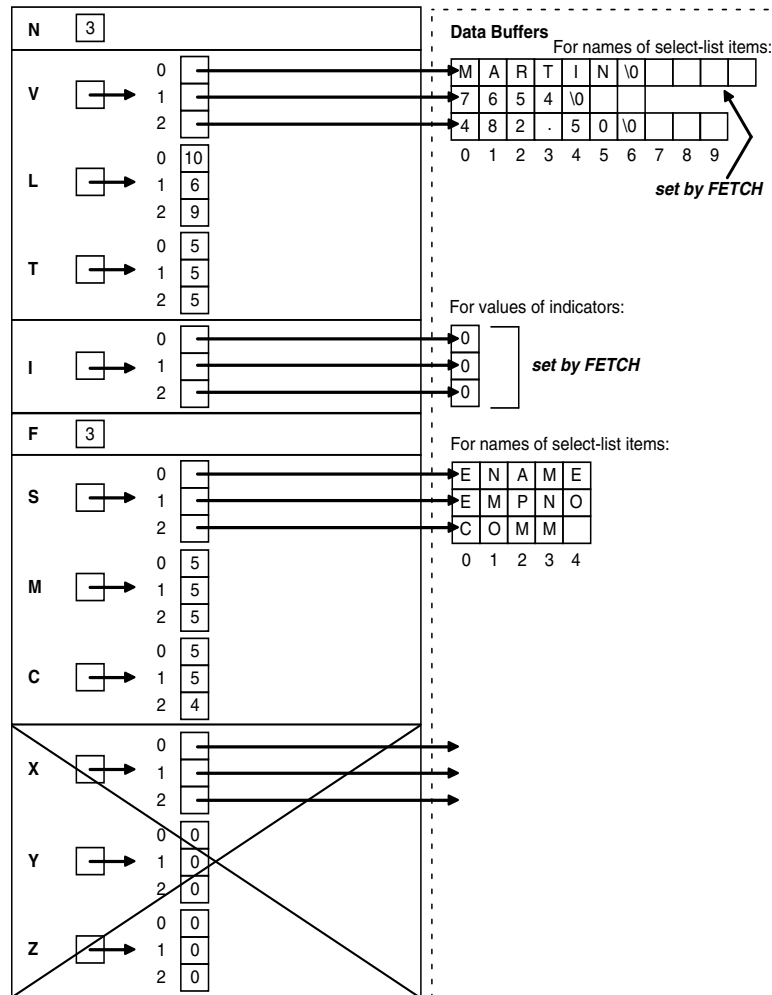 N 3
Data Buffers
For names of select-list items:
V
0 M A R T I N \0
1 7 6 5 4 \0
2 4 8 2 . 5 0 \0
0 1 2 3 4 5 6 7 8 9
set by FETCH
L
0 10
1 6
2 9
T
0 5
1 5
2 5
For values of indicators:
I
0 0
1 0
2 0
set by FETCH
F 3
For names of select-list items:
S
0 E N A M E
1 E M P N O
2 C O M M
0 1 2 3 4
M
0 5
1 5
2 5
C
0 5
1 5
2 4
X
0
1
2
Y
0 0
1 0
2 0
Z
0 0
1 0
2 0